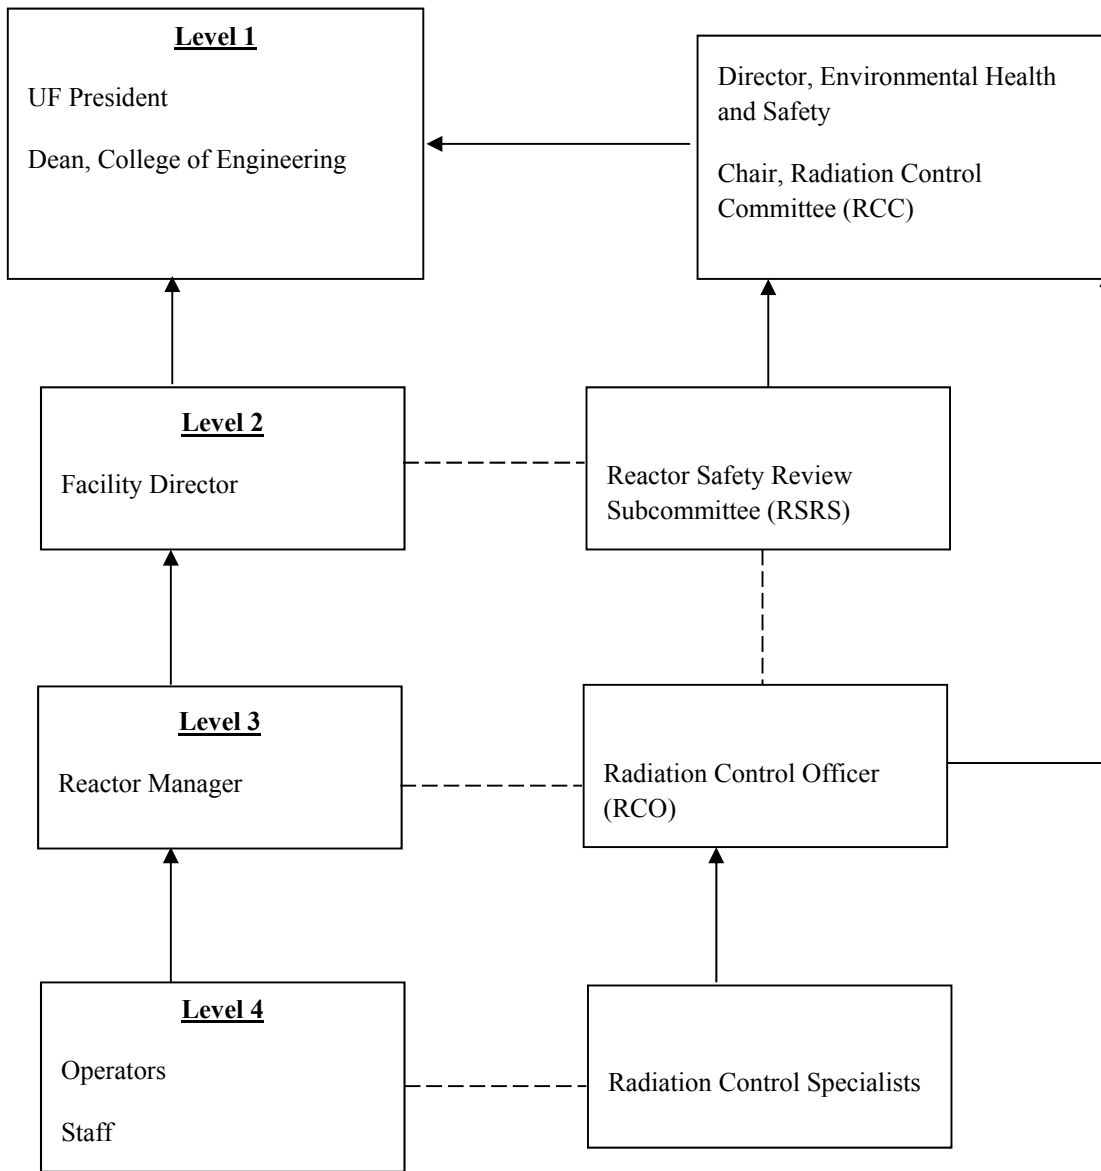 Level 1
UF President
Dean, College of Engineering
Director, Environmental Health
and Safety
Chair, Radiation Control
Committee (RCC)
Level 2
Facility Director
Reactor Safety Review
Subcommittee (RSRS)
Level 3
Reactor Manager
Radiation Control Officer
(RCO)
Level 4
Operators
Staff
Radiation Control Specialists